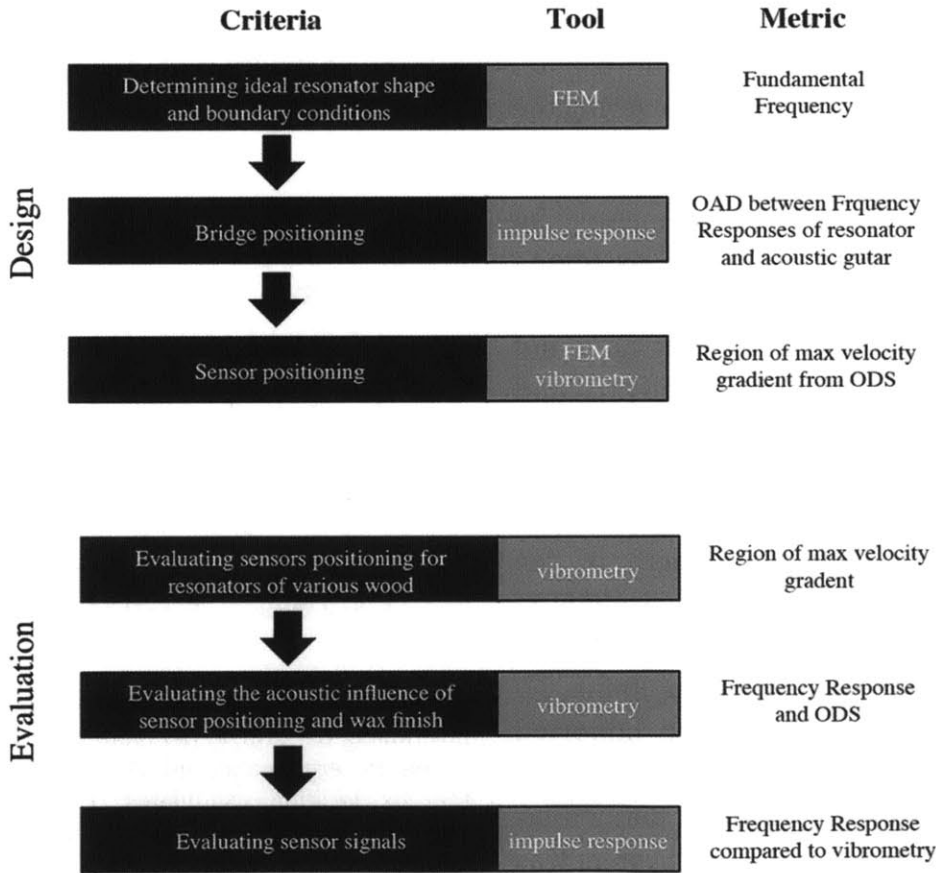 Criteria
Tool
Metric
Design
Determining ideal resonator shape
and boundary conditions
FEM
Fundamental
Frequency
Bridge positioning
impulse response
OAD between Frquency
Responses of resonator
and acoustic gutar
Sensor positioning
FEM
vibrometry
Region of max velocity
gradient from ODS
Evaluation
Evaluating sensors positioning for
resonators of various wood
vibrometry
Region of max velocity
gradent
Evaluating the acoustic influence of
sensor positioning and wax finish
vibrometry
Frequency Response
and ODS
Evaluating sensor signals
impulse response
Frequency Response
compared to vibrometry